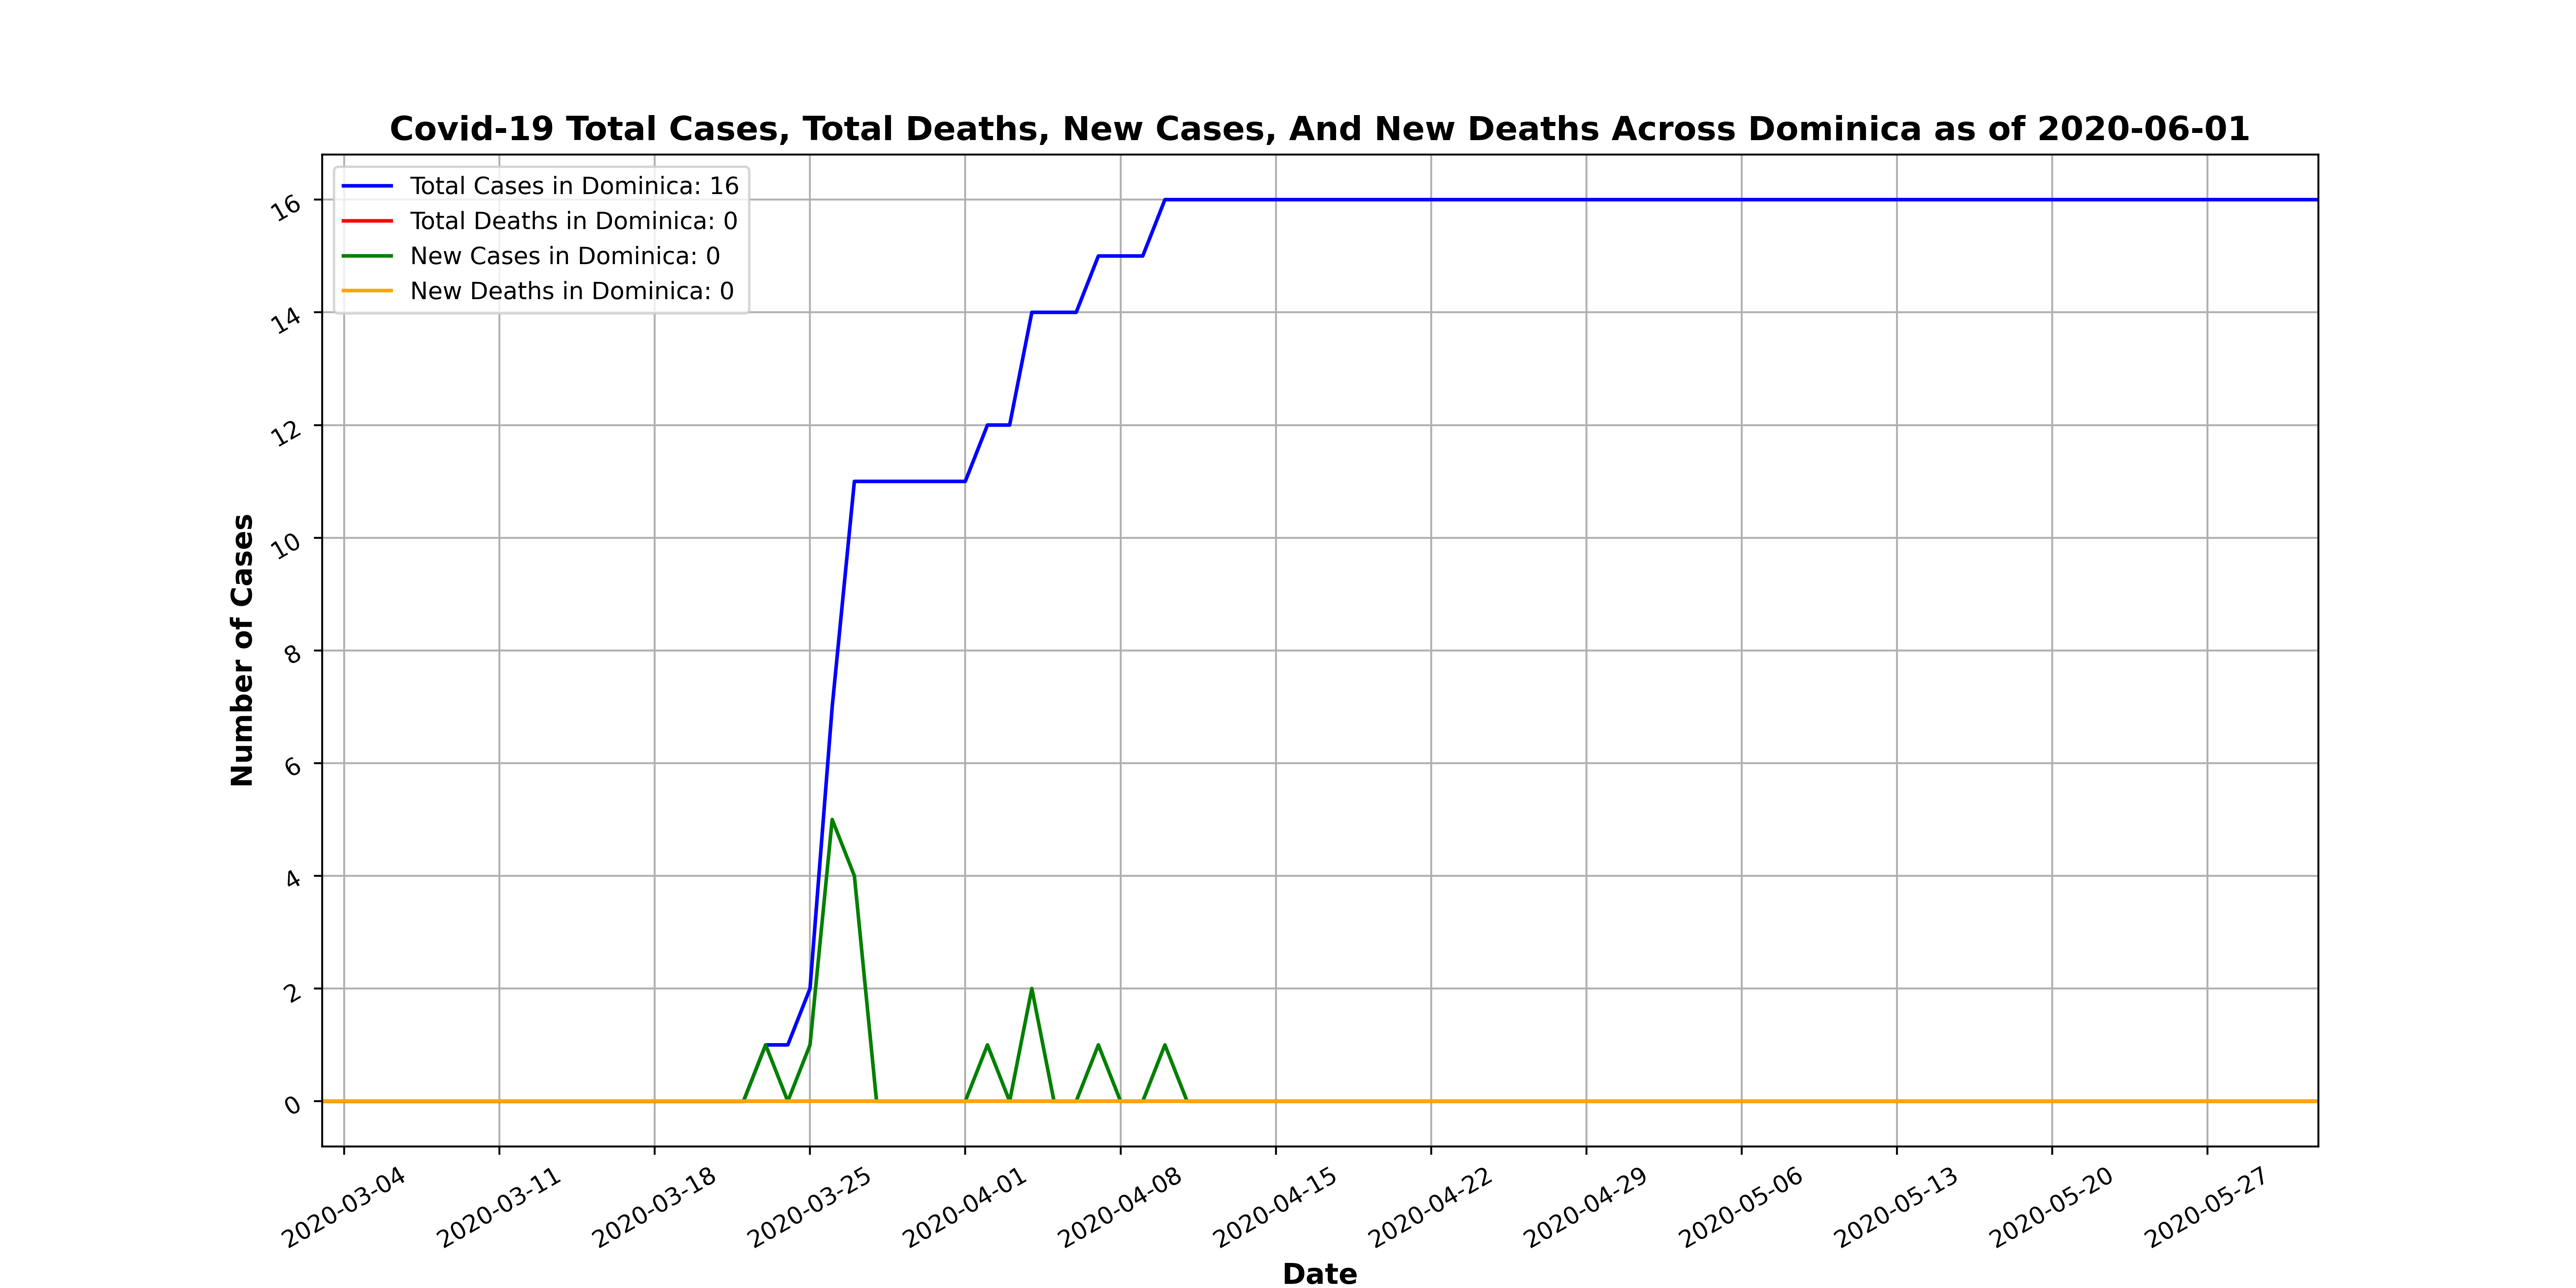 Covid-19 Total Cases, Total Deaths, New Cases, And New Deaths Across Dominica as of 2020-06-01
Total Cases in Dominica: 16
Total Deaths in Dominica: 0
New Cases in Dominica: 0
New Deaths in Dominica: 0
Number of Cases
16
14
12
10
8
6
4
2
0
2020-03-04 2020-03-11 2020-03-18 2020-03-25 2020-04-01 2020-04-08 2020-04-15 2020-04-22 2020-04-29 2020-05-06 2020-05-13 2020-05-20 2020-05-27
Date